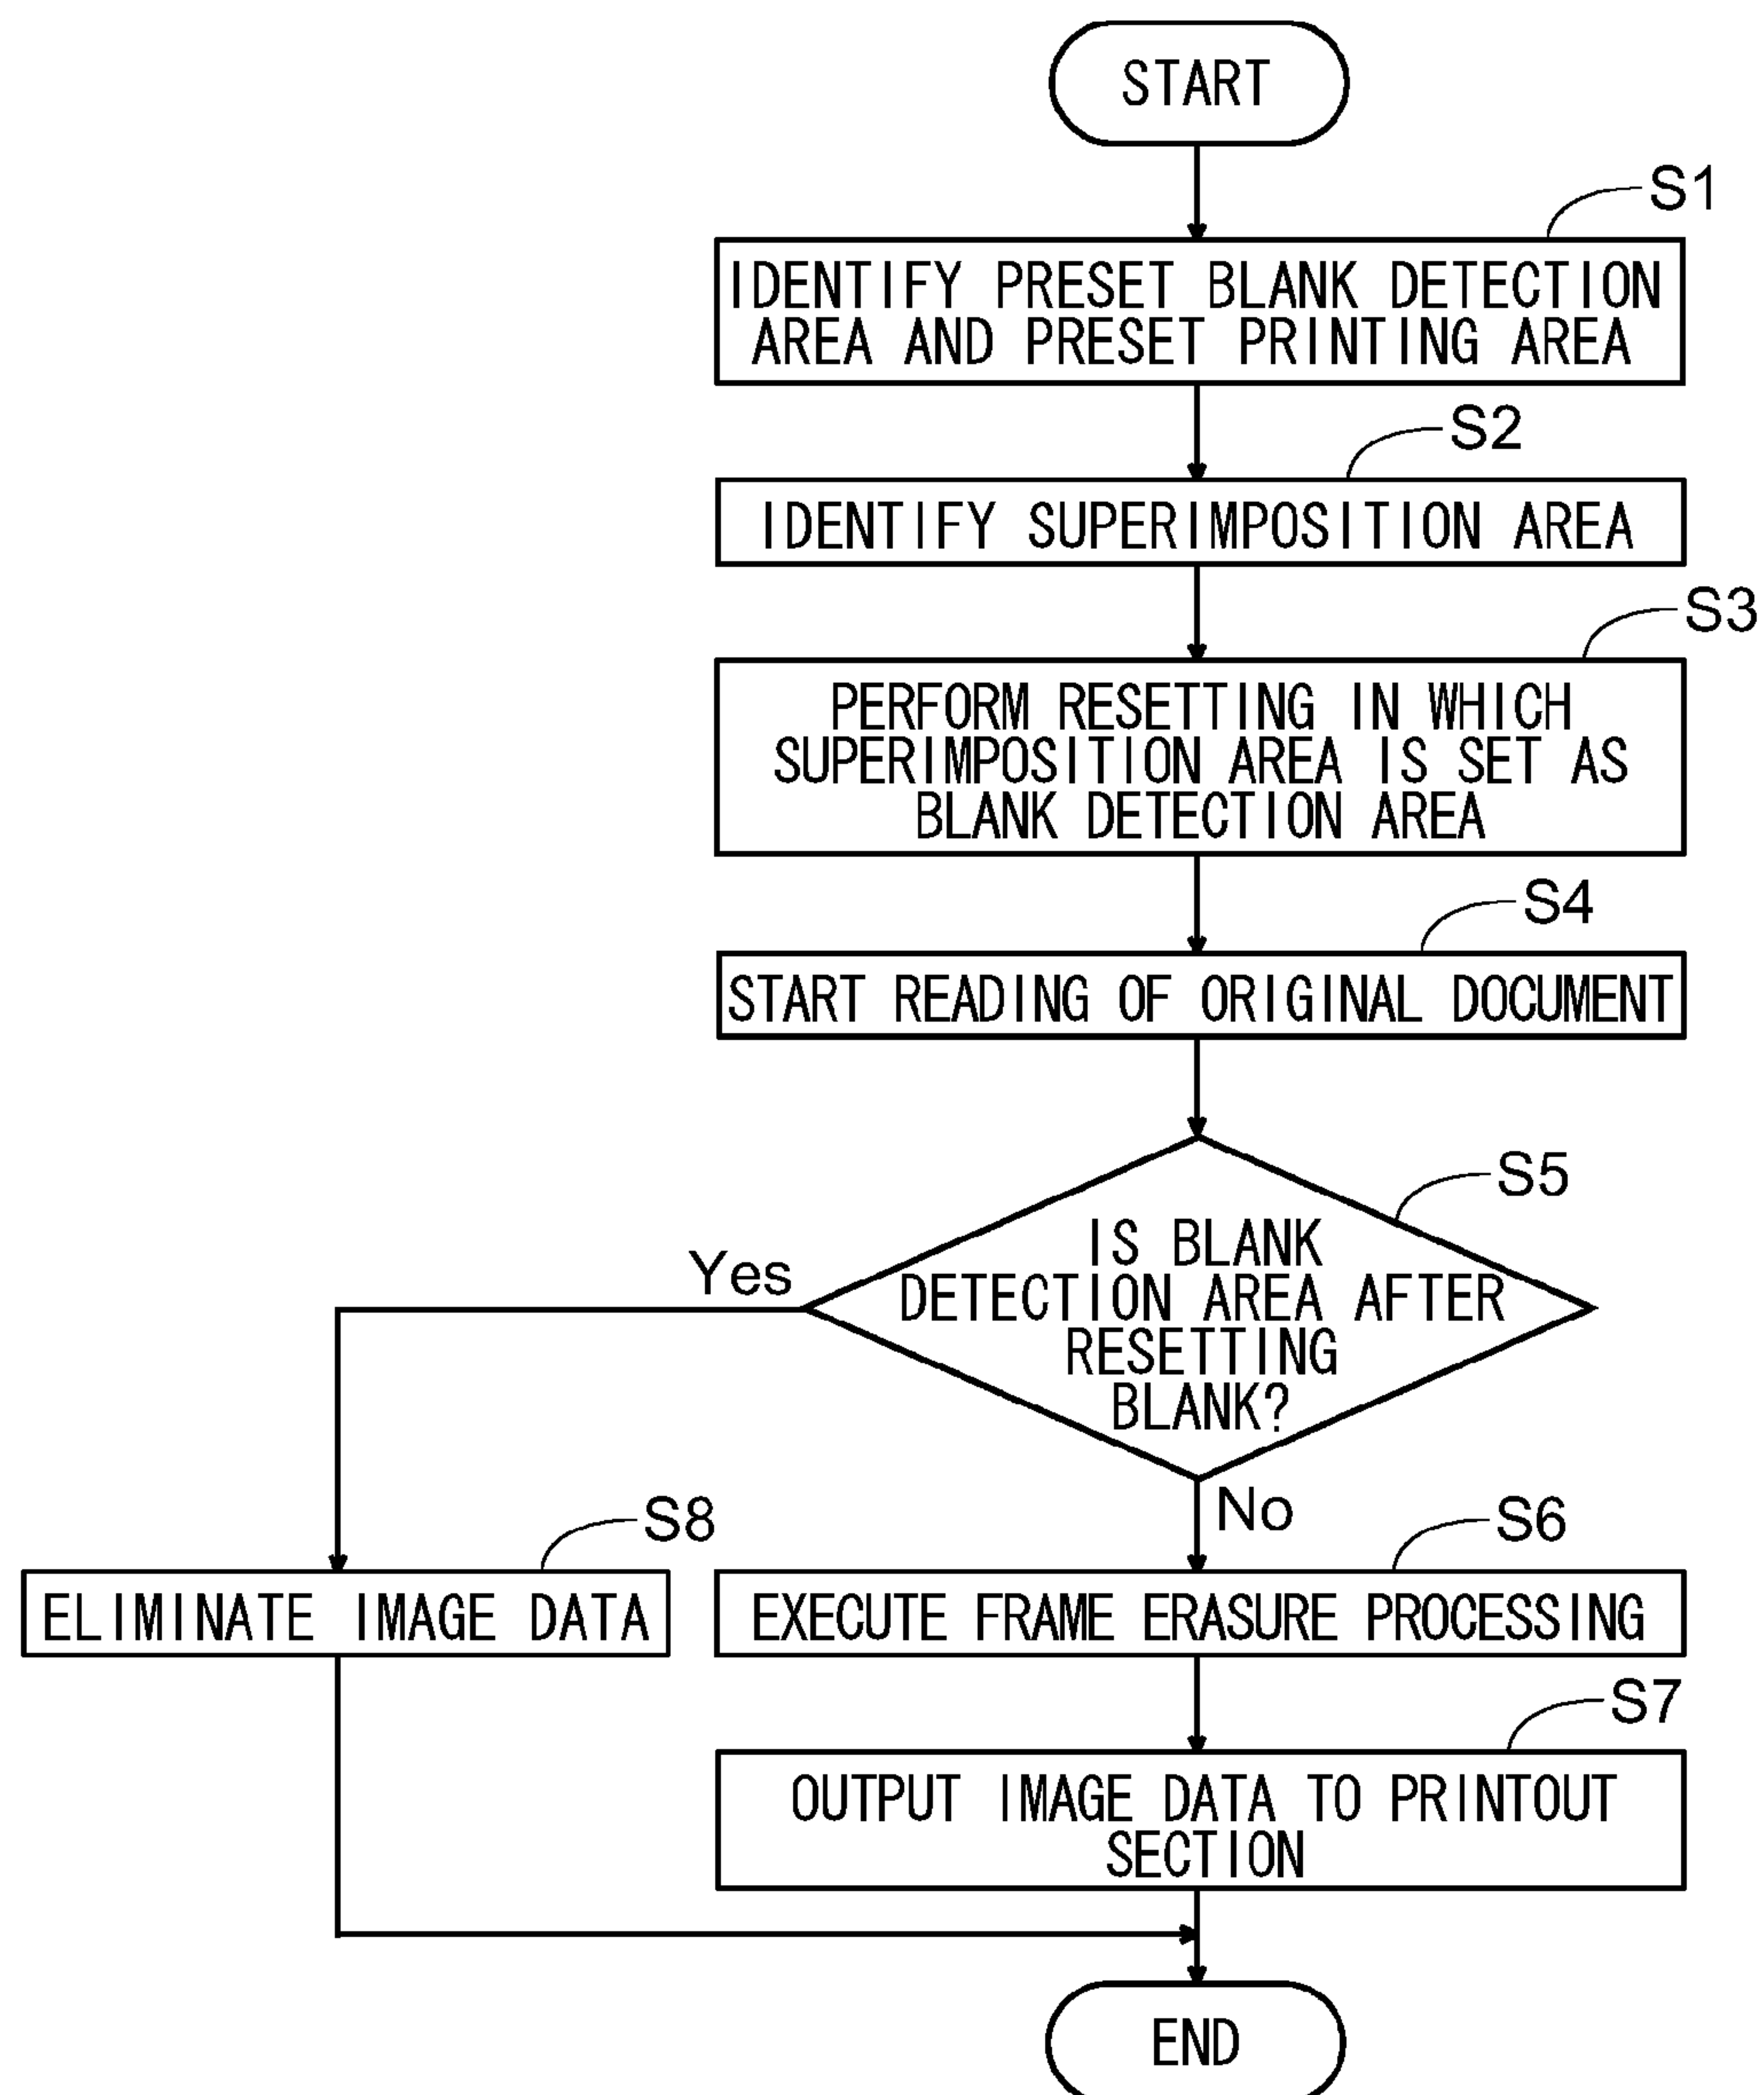 START
S1
IDENTIFY PRESET BLANK DETECTION
AREA AND PRESET PRINTING AREA
S2
IDENTIFY SUPERIMPOSITION AREA
S3
PERFORM RESETTING IN WHICH
SUPERIMPOSITION AREA IS SET AS
BLANK DETECTION AREA
S4
START READING OF ORIGINAL DOCUMENT
S5
IS BLANK
DETECTION AREA AFTER
RESETTING
BLANK?
Yes
No
S8
ELIMINATE IMAGE DATA
S6
EXECUTE FRAME ERASURE PROCESSING
S7
OUTPUT IMAGE DATA TO PRINTOUT
SECTION
END